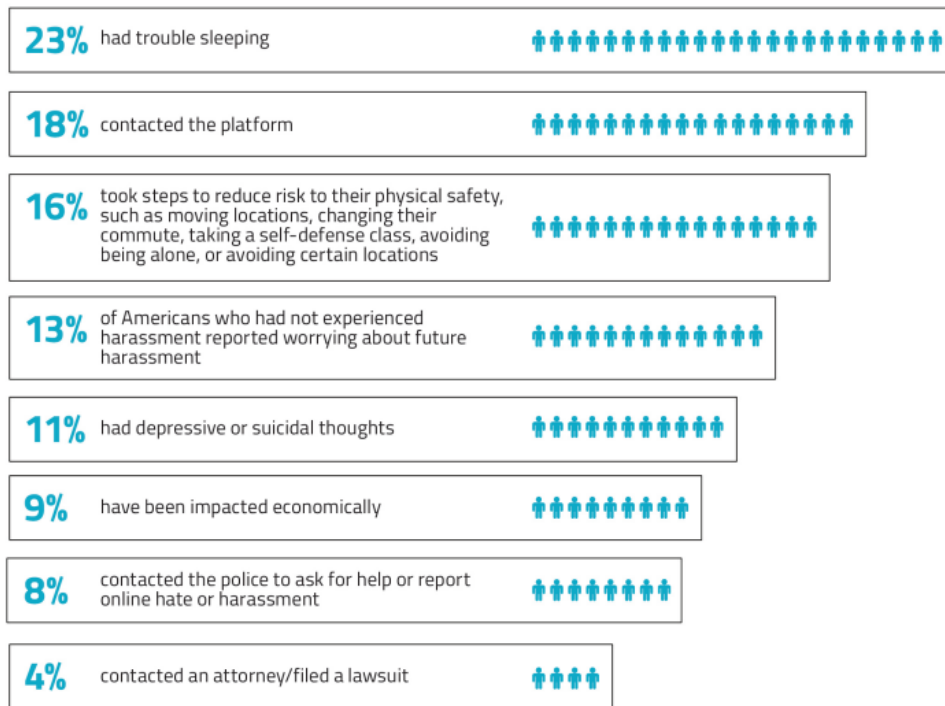 23% had trouble sleeping
18% contacted the platform
16% took steps to reduce risk to their physical safety,
such as moving locations, changing their
commute, taking a self-defense class, avoiding
being alone, or avoiding certain locations
13% of Americans who had not experienced
harassment reported worrying about future
harassment
11% had depressive or suicidal thoughts
9% have been impacted economically
8% contacted the police to ask for help or report
online hate or harassment
4% contacted an attorney/filed a lawsuit